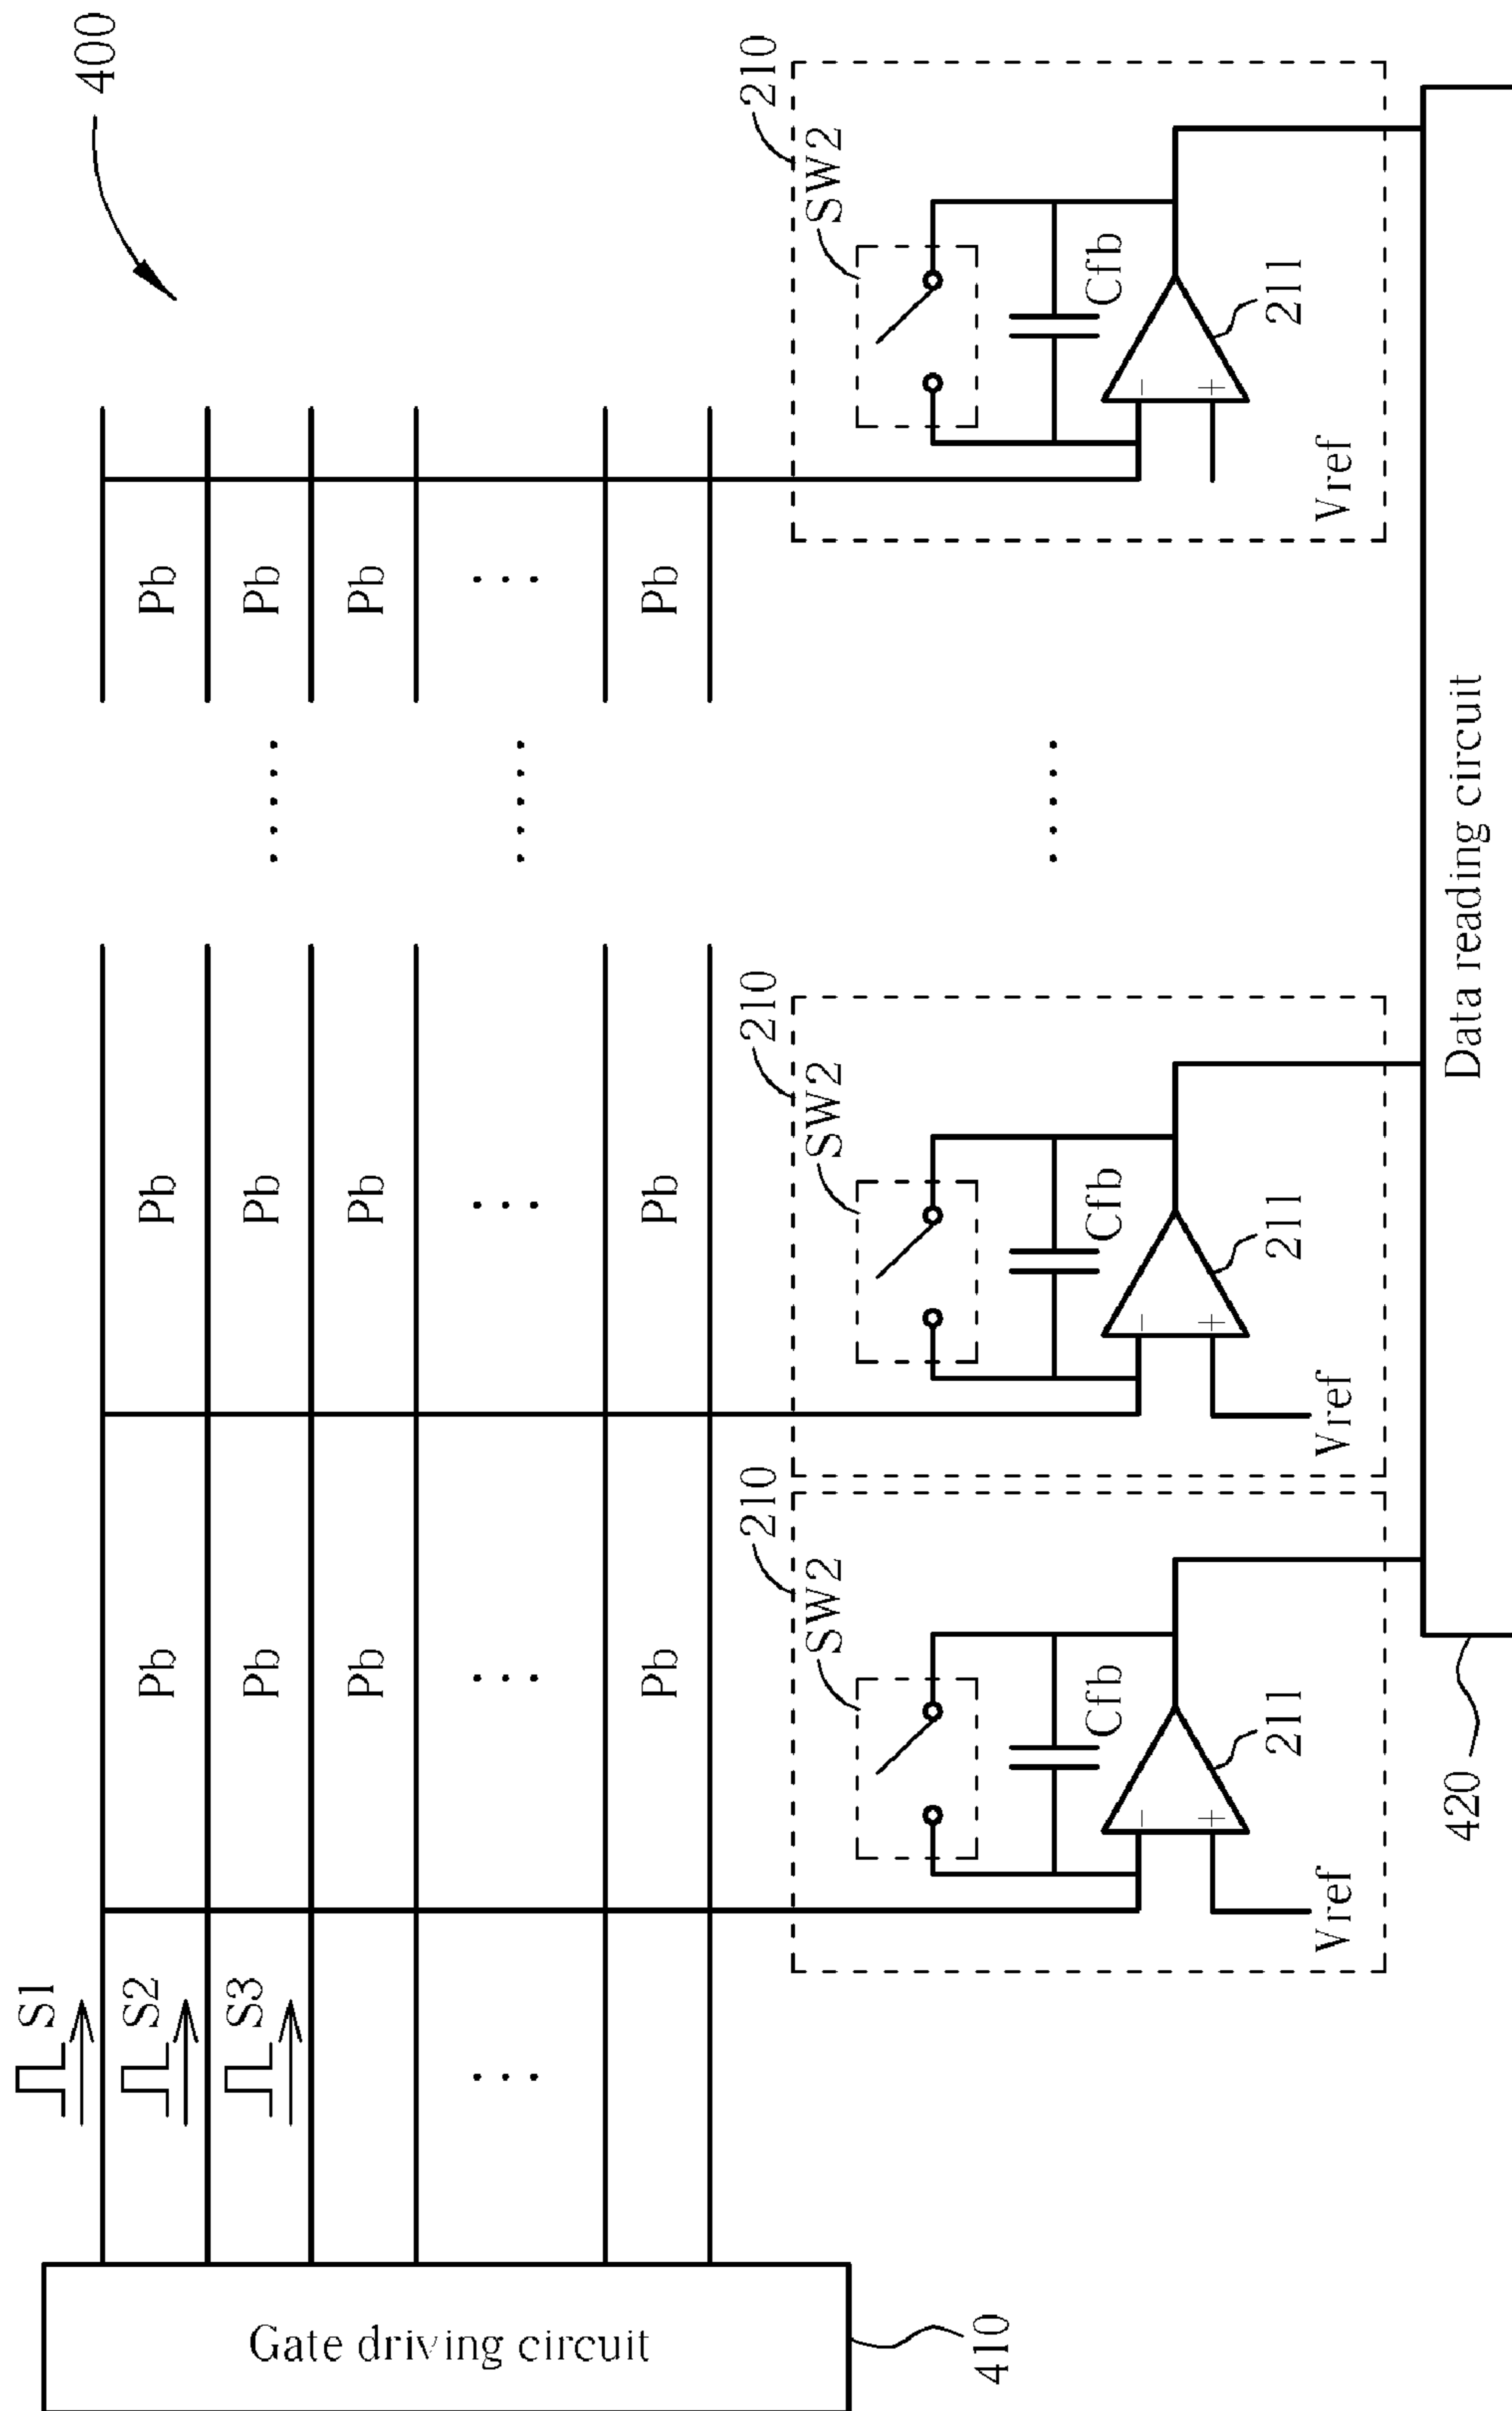 400
S1
S2
S3
Pb Pb Pb
Pb Pb Pb
Pb Pb Pb
... ... ... ...
Pb Pb Pb
Gate driving circuit
410
210 210 210
SW2 SW2 SW2
Cfb Cfb Cfb
- - -
+ + +
211 211 211
Vref Vref Vref
Data reading circuit
420